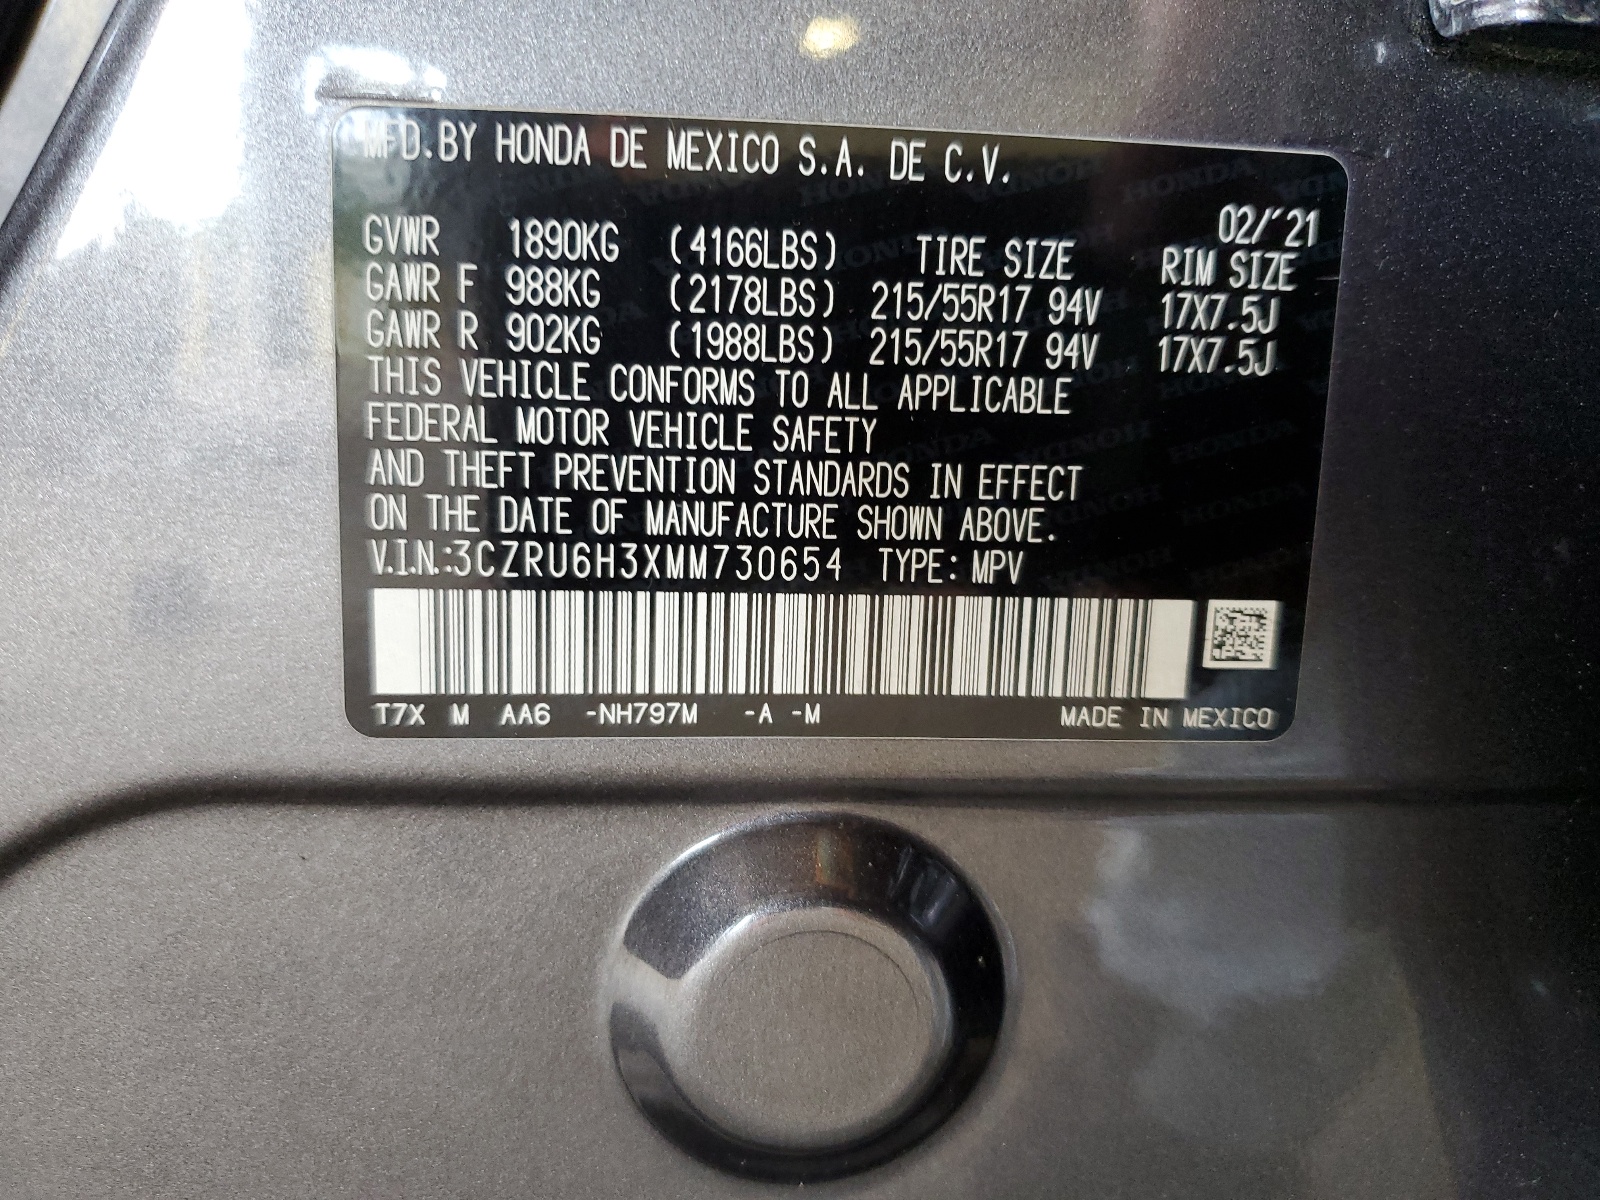 MFD.BY HONDA DE MEXICO S.A. DE C.V.
02/'21
GVWR 1890KG (4166LBS) TIRE SIZE RIM SIZE
GAWR F 988KG (2178LBS) 215/55R17 94V 17X7.5J
GAWR R 902KG (1988LBS) 215/55R17 94V 17X7.5J
THIS VEHICLE CONFORMS TO ALL APPLICABLE
FEDERAL MOTOR VEHICLE SAFETY
AND THEFT PREVENTION STANDARDS IN EFFECT
ON THE DATE OF MANUFACTURE SHOWN ABOVE.
V.I.N.:3CZRU6H3XMM730654 TYPE: MPV
T7X M AA6 -NH797M -A -M MADE IN MEXICO